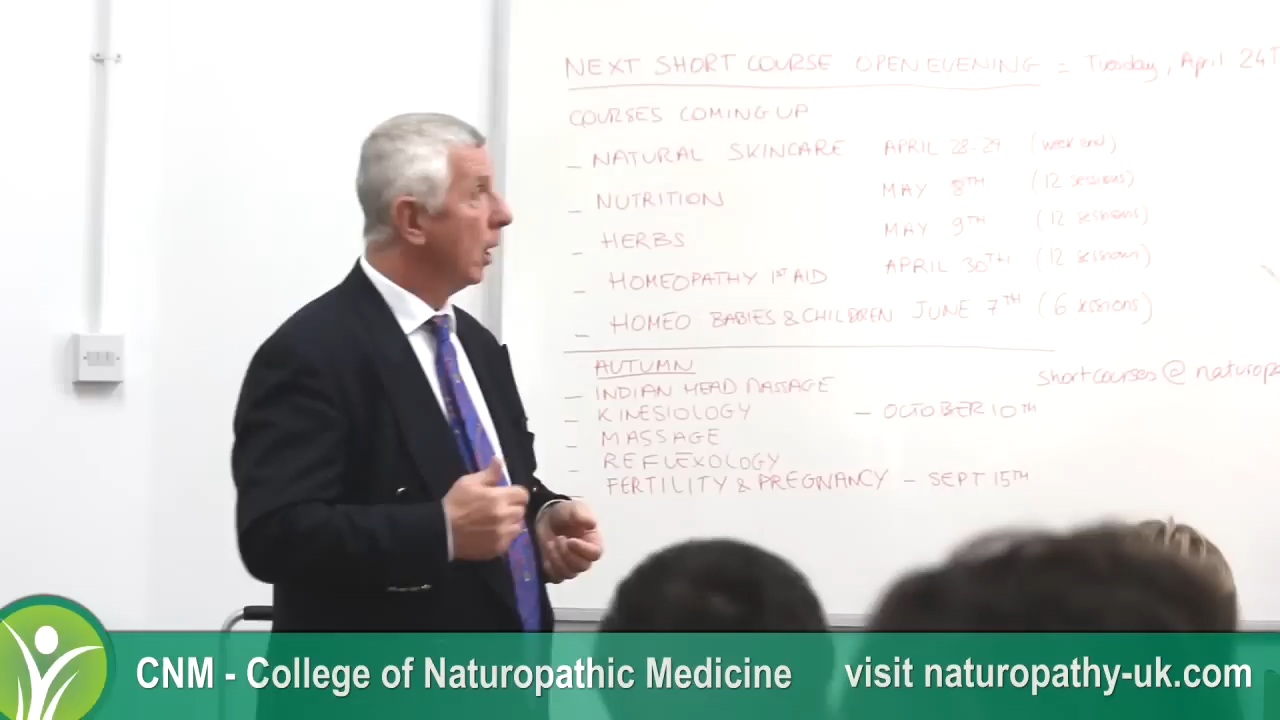 NEXT SHORT COURSE OPEN EVENING = Tuesday, April 24T
COURSES COMING UP
- NATURAL SKINCARE APRIL 28-29 (week end)
- NUTRITION MAY 8TH (12 sessions)
- HERBS MAY 9TH (12 sessions)
- HOMEOPATHY 1ST AID APRIL 30TH (12 sessions)
- HOMEO BABIES & CHILDREN JUNE 7TH (6 sessions)
AUTUMN
- INDIAN HEAD MASSAGE
shortcourses@naturopa
- KINESIOLOGY - OCTOBER 10TH
- MASSAGE
- REFLEXOLOGY
FERTILITY & PREGNANCY - SEPT 15TH
CNM - College of Naturopathic Medicine visit naturopathy-uk.com